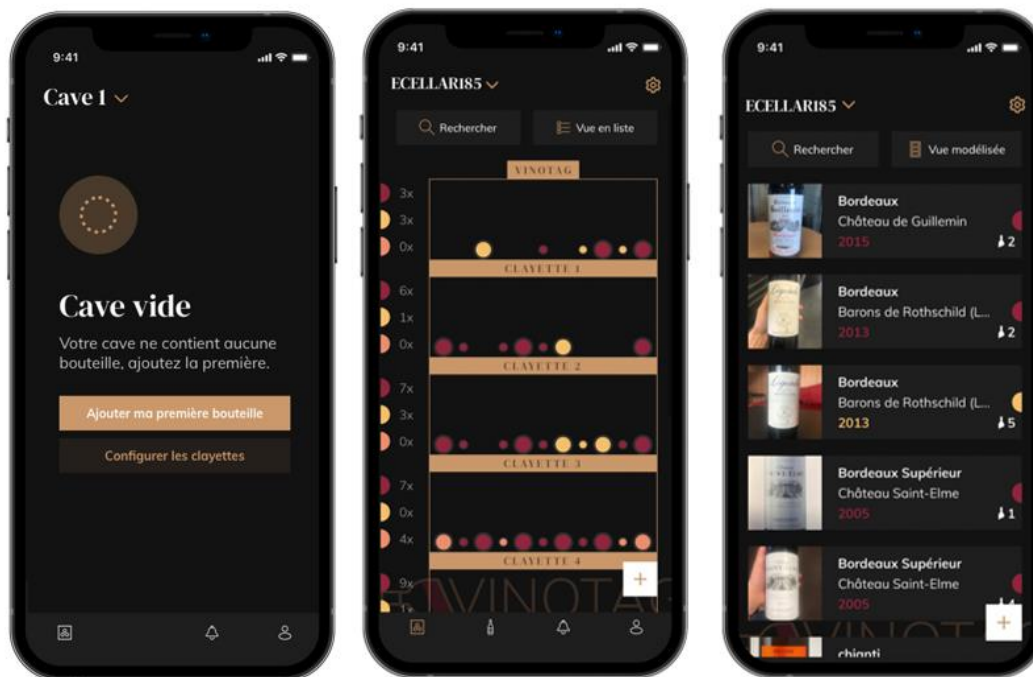 9:41
Cave 1
Cave vide
Votre cave ne contient aucune
bouteille, ajoutez la première.
Ajouter ma première bouteille
Configurer les clayettes
9:41
ECELLAR185
Rechercher
Vue en liste
VINOTAG
3x
3x
0x
CLAYETTE 1
6x
1x
0x
CLAYETTE 2
7x
3x
0x
CLAYETTE 3
7x
0x
4x
CLAYETTE 4
9x
VINOTAG
9:41
ECELLAR185
Rechercher
Vue modélisée
Bordeaux
Château de Guillemin
2015
2
Bordeaux
Barons de Rothschild (L...
2013
2
Bordeaux
Barons de Rothschild (L...
2013
5
Bordeaux Supérieur
Château Saint-Elme
2005
1
Bordeaux Supérieur
Château Saint-Elme
2005
chianti